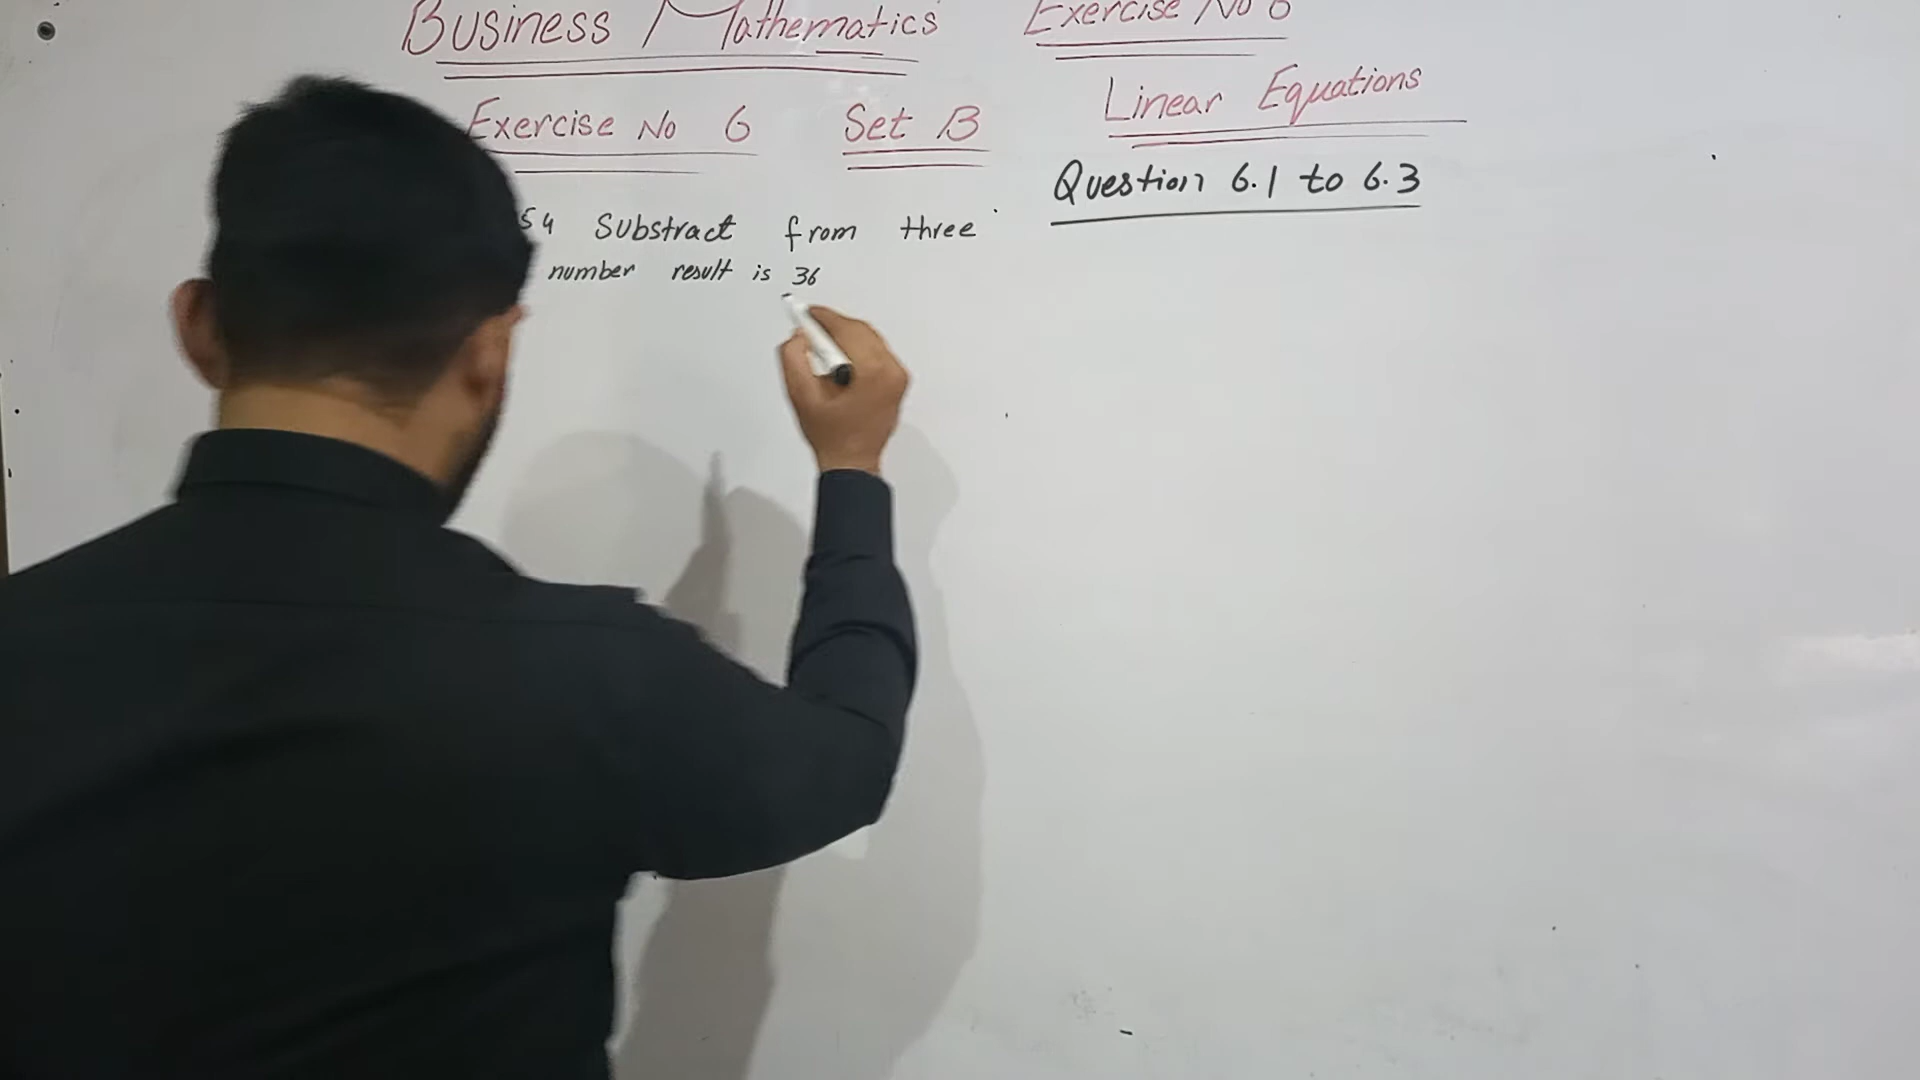 Business Mathematics
Exercise No 6
Linear Equations
Exercise No 6 Set B
Question 6.1 to 6.3
54 Substract from three
number result is 36